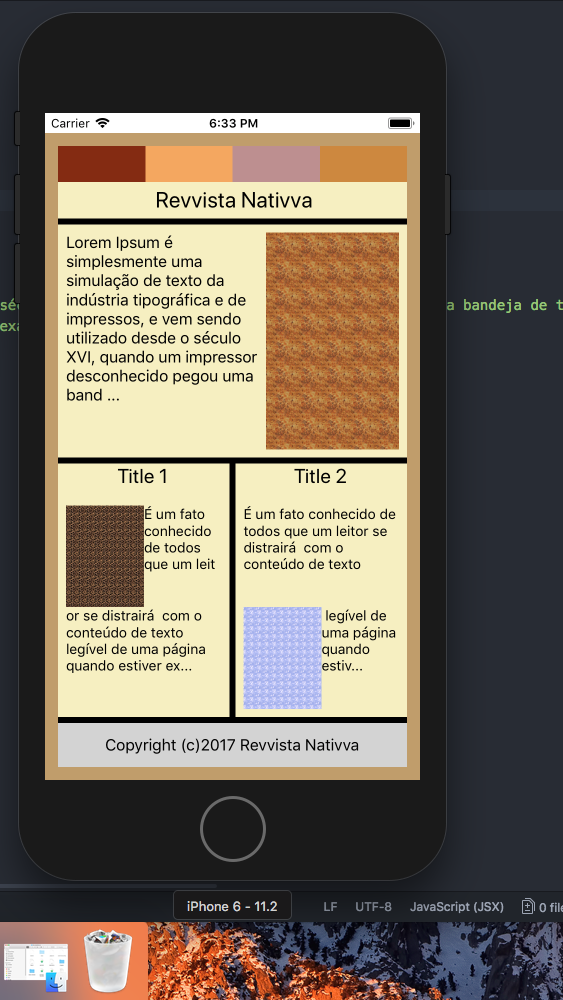 Carrier 6:33 PM
Revvista Nativva
Lorem Ipsum é
simplesmente uma
simulação de texto da
indústria tipográfica e de
impressos, e vem sendo
utilizado desde o século
XVI, quando um impressor
desconhecido pegou uma
band ...
sé
a bandeja de t
exa
Title 1
É um fato
conhecido
de todos
que um leit
or se distrairá  com o
conteúdo de texto
legível de uma página
quando estiver ex...
Title 2
É um fato conhecido de
todos que um leitor se
distrairá  com o
conteúdo de texto
legível de
uma página
quando
estiv...
Copyright (c)2017 Revvista Nativva
iPhone 6 - 11.2
LF UTF-8 JavaScript (JSX) 0 file